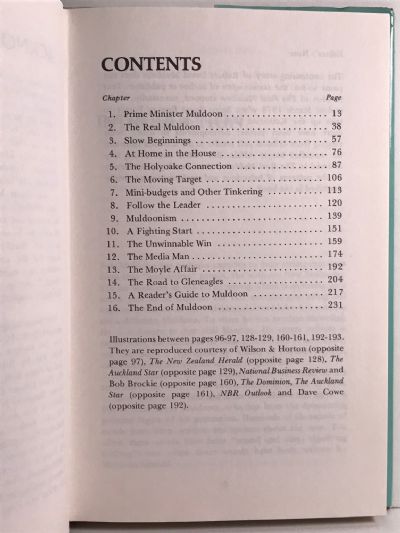 CONTENTS
Chapter Page
1. Prime Minister Muldoon . . . . . . . . . . . . . . . . . . . 13
2. The Real Muldoon . . . . . . . . . . . . . . . . . . . . . . 38
3. Slow Beginnings . . . . . . . . . . . . . . . . . . . . . . . 57
4. At Home in the House . . . . . . . . . . . . . . . . . . . 76
5. The Holyoake Connection . . . . . . . . . . . . . . . . . 87
6. The Moving Target . . . . . . . . . . . . . . . . . . . . . 106
7. Mini-budgets and Other Tinkering . . . . . . . . . . . 113
8. Follow the Leader . . . . . . . . . . . . . . . . . . . . . . 120
9. Muldoonism . . . . . . . . . . . . . . . . . . . . . . . . . 139
10. A Fighting Start . . . . . . . . . . . . . . . . . . . . . . . 151
11. The Unwinnable Win . . . . . . . . . . . . . . . . . . . . 159
12. The Media Man . . . . . . . . . . . . . . . . . . . . . . . 174
13. The Moyle Affair . . . . . . . . . . . . . . . . . . . . . . 192
14. The Road to Gleneagles . . . . . . . . . . . . . . . . . . 204
15. A Reader's Guide to Muldoon . . . . . . . . . . . . . . 217
16. The End of Muldoon . . . . . . . . . . . . . . . . . . . . 231
Illustrations between pages 96-97, 128-129, 160-161, 192-193.
They are reproduced courtesy of Wilson & Horton (opposite
page 97), The New Zealand Herald (opposite page 128), The
Auckland Star (opposite page 129), National Business Review and
Bob Brockie (opposite page 160), The Dominion, The Auckland
Star (opposite page 161), NBR Outlook and Dave Cowe
(opposite page 192).